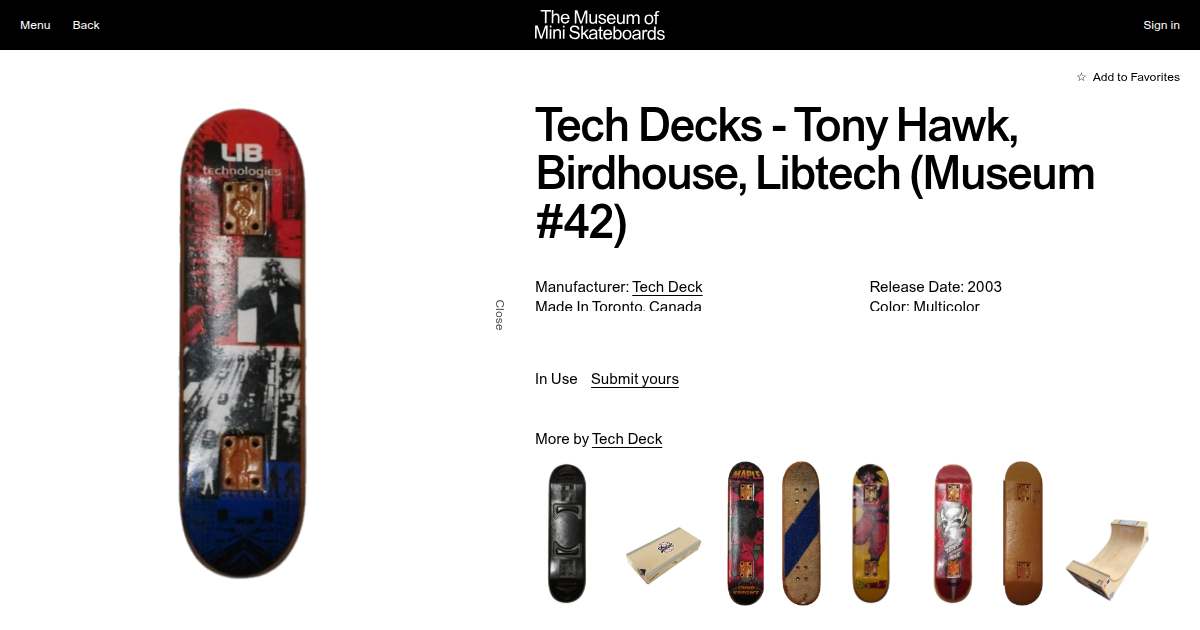 Menu
Back
The Museum of
Mini Skateboards
Sign in
☆ Add to Favorites
LIB
technologies
Tech Decks - Tony Hawk,
Birdhouse, Libtech (Museum
#42)
Manufacturer: Tech Deck
Release Date: 2003
Made In Toronto, Canada
Color: Multicolor
Close
In Use
Submit yours
More by Tech Deck
MAPLE